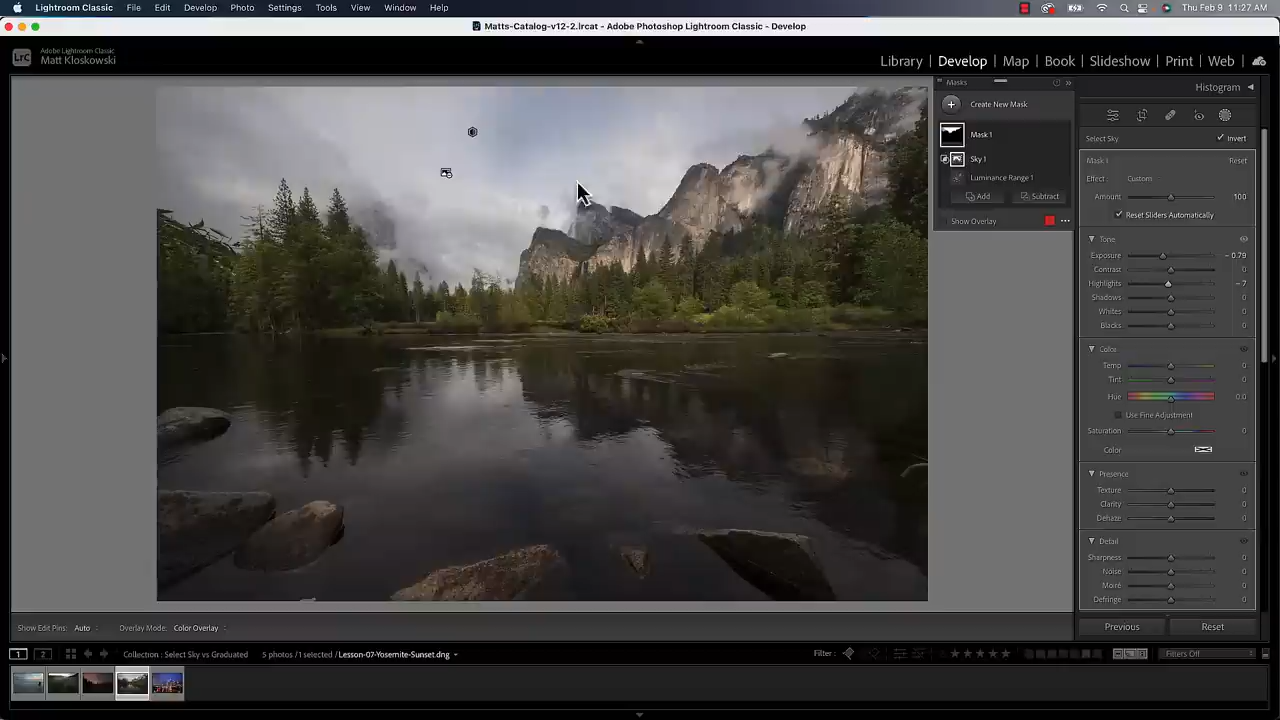 Lightroom Classic File Edit Develop Photo Settings Tools View Window Help Thu Feb 9 11:27 AM
Matts-Catalog-v12-2.lrcat - Adobe Photoshop Lightroom Classic - Develop
LrC Adobe Lightroom Classic
Matt Kloskowski
Library | Develop | Map | Book | Slideshow | Print | Web
Masks
Create New Mask
Mask 1
Sky 1
Luminance Range 1
Add Subtract
Show Overlay
Histogram
Select Sky Invert
Mask 1 Reset
Effect : Custom
Amount 100
Reset Sliders Automatically
Tone
Exposure - 0.79
Contrast 0
Highlights - 7
Shadows 0
Whites 0
Blacks 0
Color
Temp 0
Tint 0
Hue 0.0
Use Fine Adjustment
Saturation 0
Color
Presence
Texture 0
Clarity 0
Dehaze 0
Detail
Sharpness 0
Noise 0
Moiré 0
Defringe 0
Previous Reset
Show Edit Pins: Auto Overlay Mode: Color Overlay
1 2 Collection : Select Sky vs Graduated 5 photos /1 selected /Lesson-07-Yosemite-Sunset.dng Filter : Filters Off